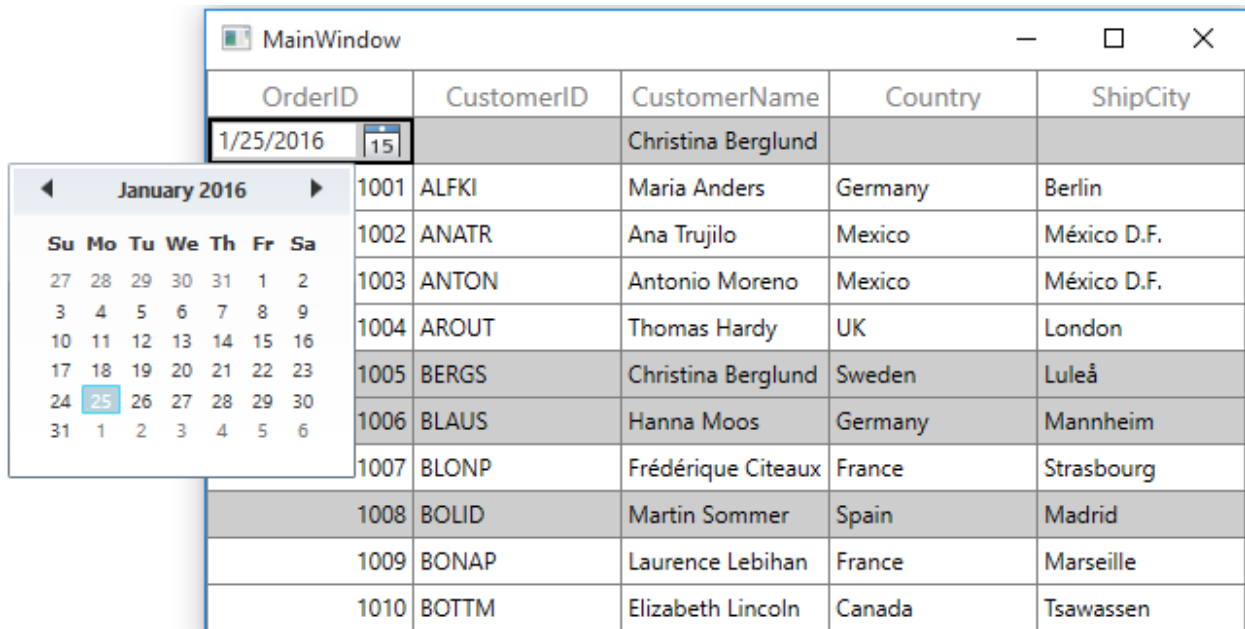 MainWindow
OrderID CustomerID CustomerName Country ShipCity
1/25/2016 15 Christina Berglund
January 2016
Su Mo Tu We Th Fr Sa
27 28 29 30 31 1 2
3 4 5 6 7 8 9
10 11 12 13 14 15 16
17 18 19 20 21 22 23
24 25 26 27 28 29 30
31 1 2 3 4 5 6
1001 ALFKI Maria Anders Germany Berlin
1002 ANATR Ana Trujilo Mexico México D.F.
1003 ANTON Antonio Moreno Mexico México D.F.
1004 AROUT Thomas Hardy UK London
1005 BERGS Christina Berglund Sweden Luleå
1006 BLAUS Hanna Moos Germany Mannheim
1007 BLONP Frédérique Citeaux France Strasbourg
1008 BOLID Martin Sommer Spain Madrid
1009 BONAP Laurence Lebihan France Marseille
1010 BOTTM Elizabeth Lincoln Canada Tsawassen